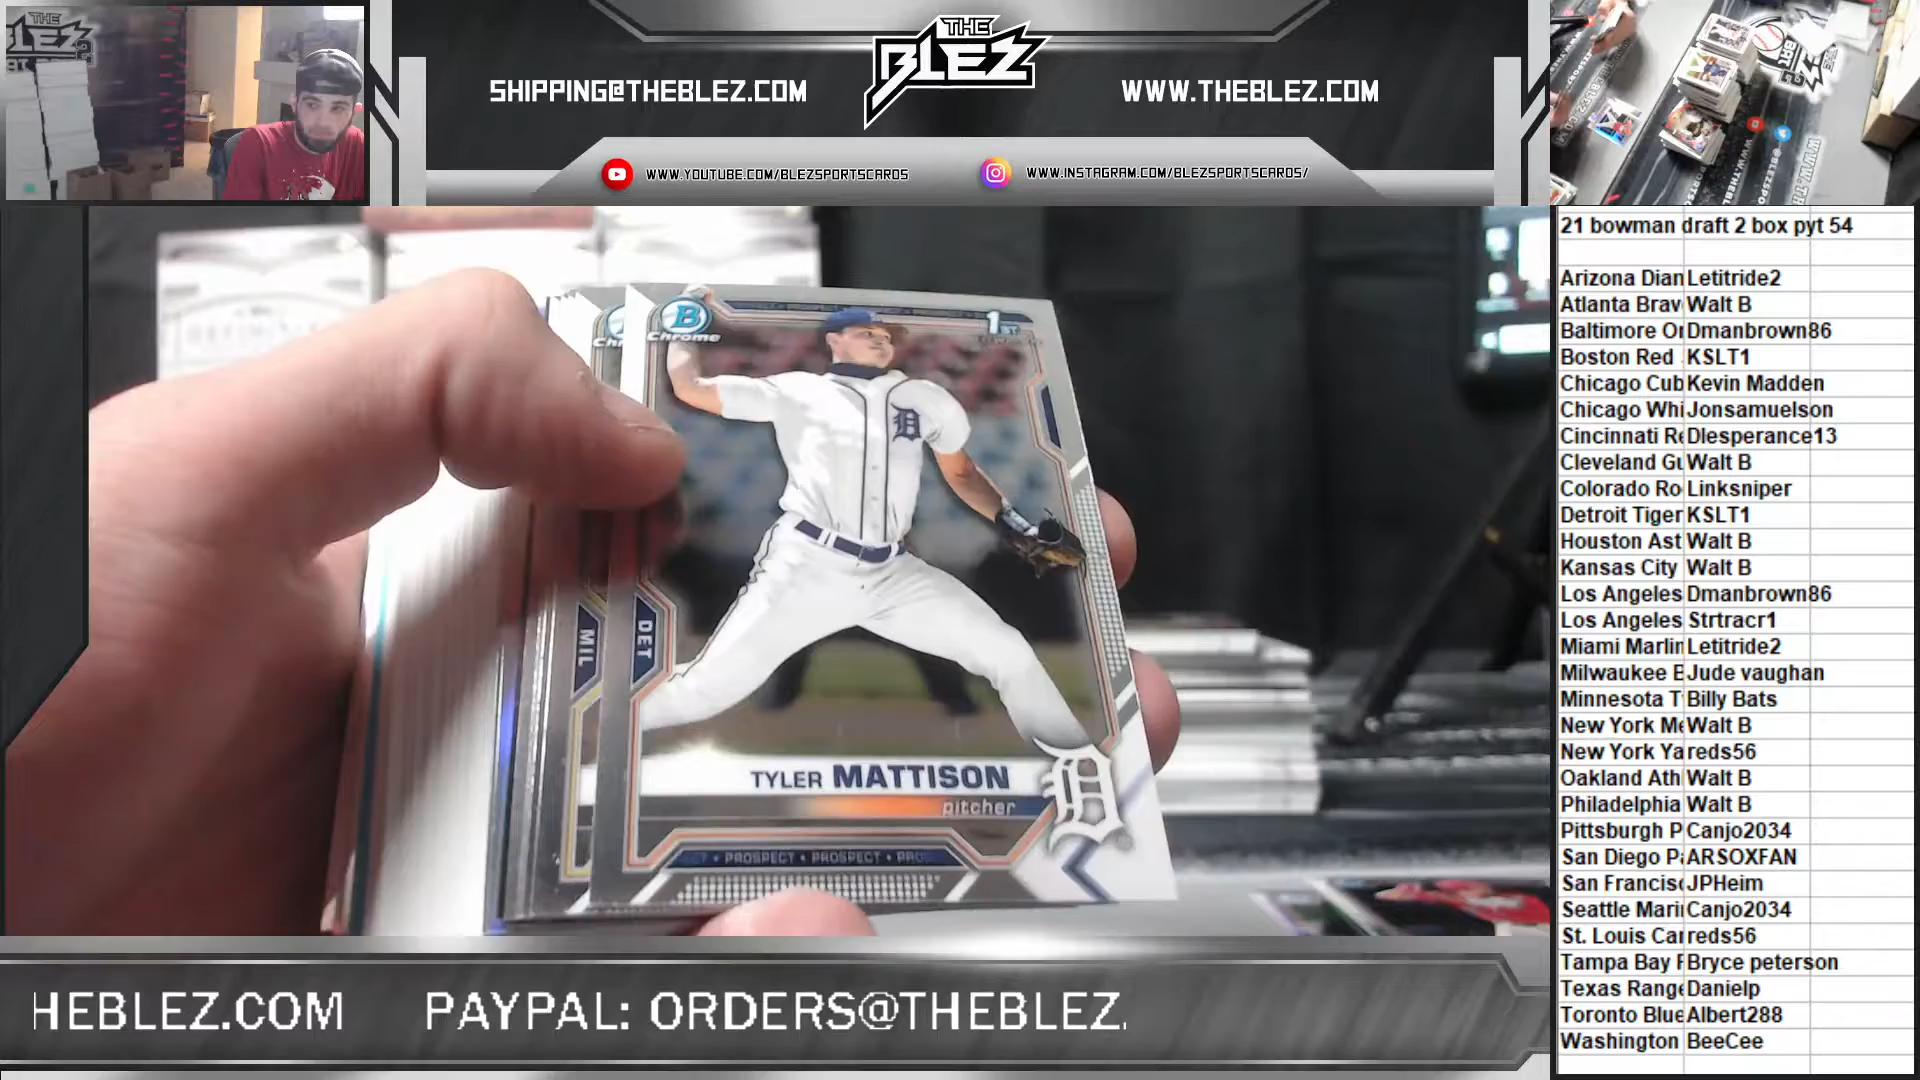 THE
BLEZ
SHIPPING@THEBLEZ.COM
WWW.THEBLEZ.COM
WWW.YOUTUBE.COM/BLEZSPORTSCARDS
WWW.INSTAGRAM.COM/BLEZSPORTSCARDS/
21 bowman draft 2 box pyt 54
Arizona Dian Letitride2
Atlanta Brav Walt B
Baltimore Or Dmanbrown86
Boston Red KSLT1
Chicago Cub Kevin Madden
Chicago Whi Jonsamuelson
Cincinnati Re Dlesperance13
Cleveland Gu Walt B
Colorado Ro Linksniper
Detroit Tiger KSLT1
Houston Ast Walt B
Kansas City Walt B
Los Angeles Dmanbrown86
Los Angeles Strtracr1
Miami Marlin Letitride2
Milwaukee B Jude vaughan
Minnesota T Billy Bats
New York Me Walt B
New York Ya reds56
Oakland Ath Walt B
Philadelphia Walt B
Pittsburgh P Canjo2034
San Diego Pa ARSOXFAN
San Francisc JPHeim
Seattle Mari Canjo2034
St. Louis Car reds56
Tampa Bay R Bryce peterson
Texas Range Danielp
Toronto Blue Albert288
Washington BeeCee
B
Chrome
1ST
D
MIL
DET
TYLER MATTISON
pitcher
PROSPECT • PROSPECT • PRO
HEBLEZ.COM PAYPAL: ORDERS@THEBLEZ.